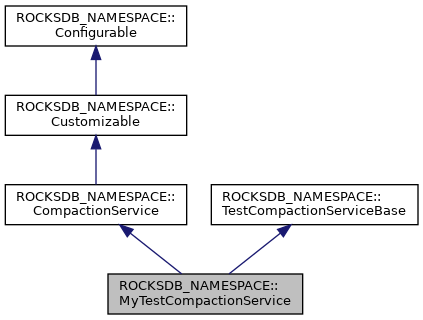 ROCKSDB_NAMESPACE::
Configurable
ROCKSDB_NAMESPACE::
Customizable
ROCKSDB_NAMESPACE::
CompactionService
ROCKSDB_NAMESPACE::
TestCompactionServiceBase
ROCKSDB_NAMESPACE::
MyTestCompactionService